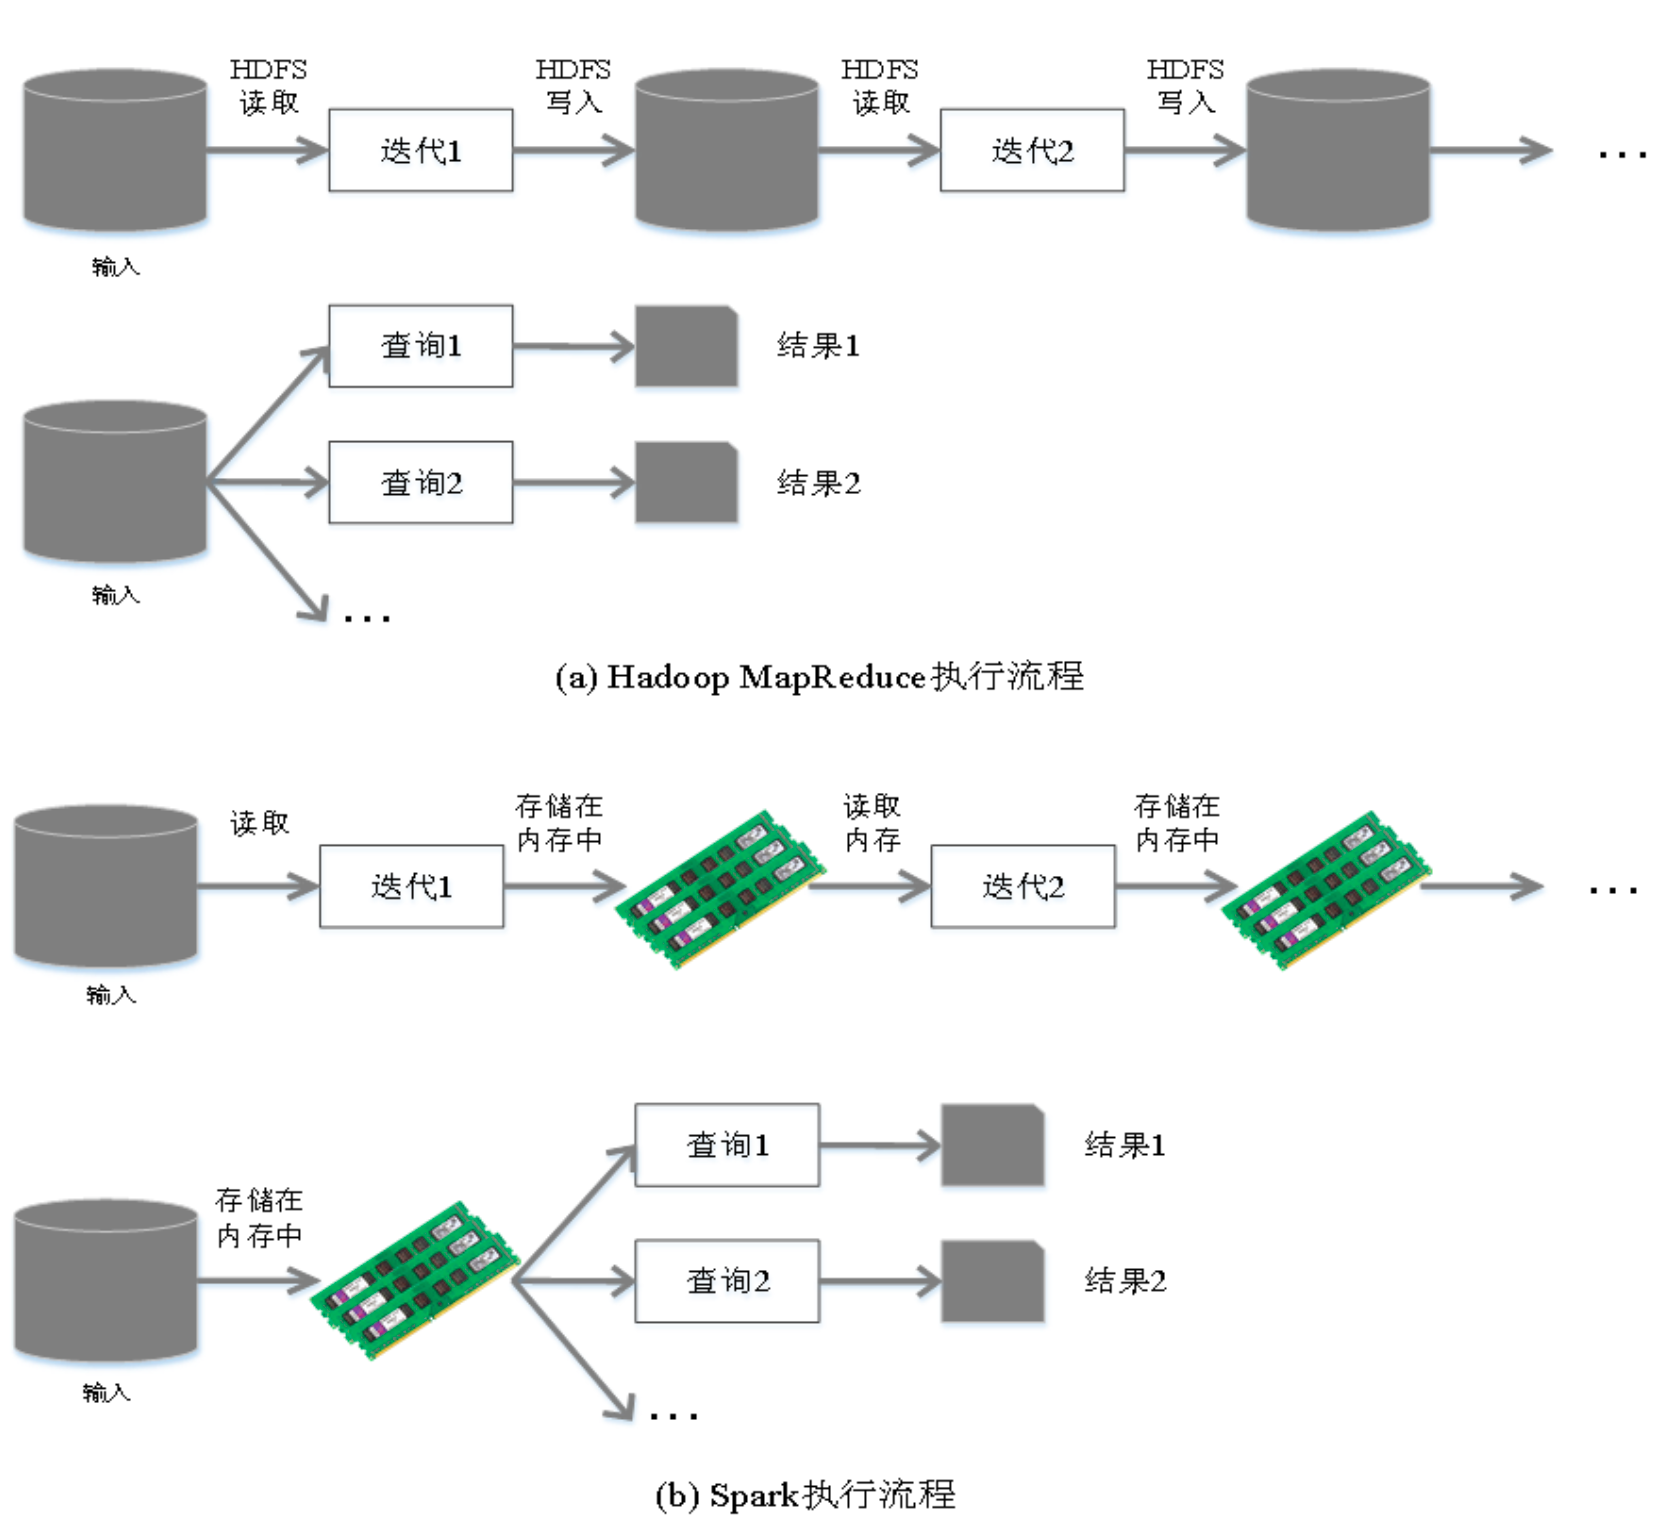 HDFS
读取
HDFS
写入
HDFS
读取
HDFS
写入
迭代1
迭代2
...
输入
查询1
结果1
查询2
结果2
输入
...
(a) Hadoop MapReduce执行流程
读取
存储在
内存中
读取
内存
存储在
内存中
迭代1
迭代2
...
输入
查询1
结果1
存储在
内存中
查询2
结果2
输入
...
(b) Spark执行流程